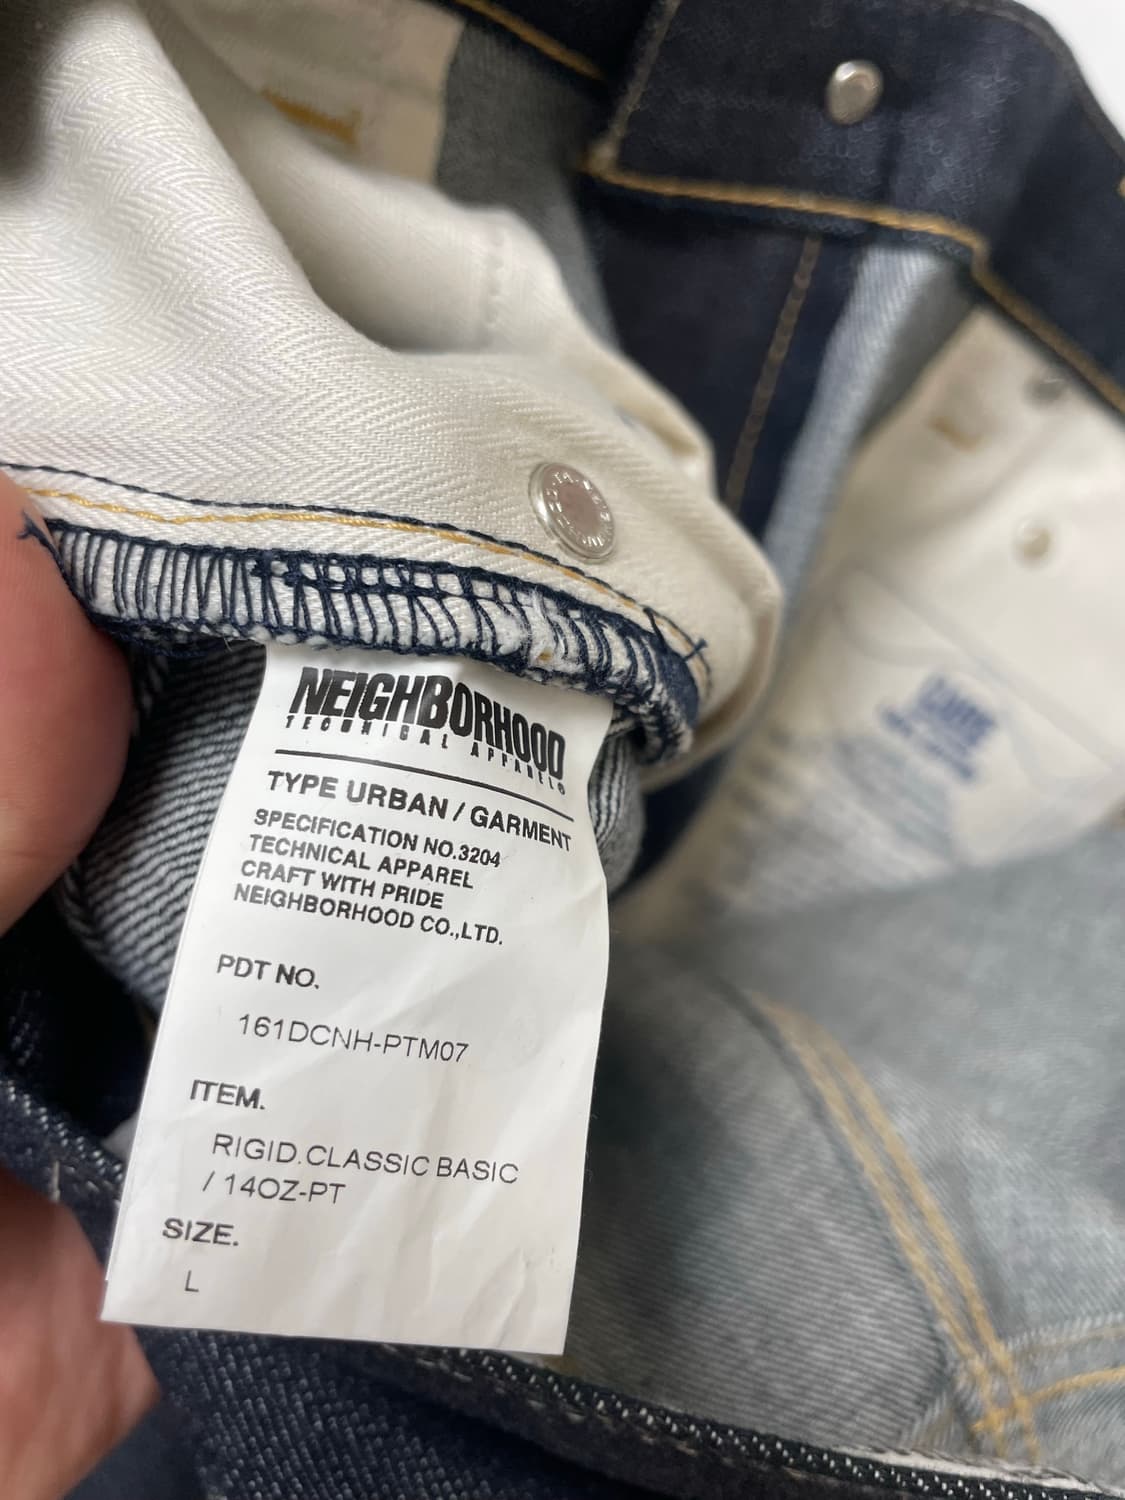 NEIGHBORHOOD
TECHNICAL APPAREL®
TYPE URBAN / GARMENT
SPECIFICATION NO.3204
TECHNICAL APPAREL
CRAFT WITH PRIDE
NEIGHBORHOOD CO.,LTD.
PDT NO.
161DCNH-PTM07
ITEM.
RIGID.CLASSIC BASIC
/ 14OZ-PT
SIZE.
L